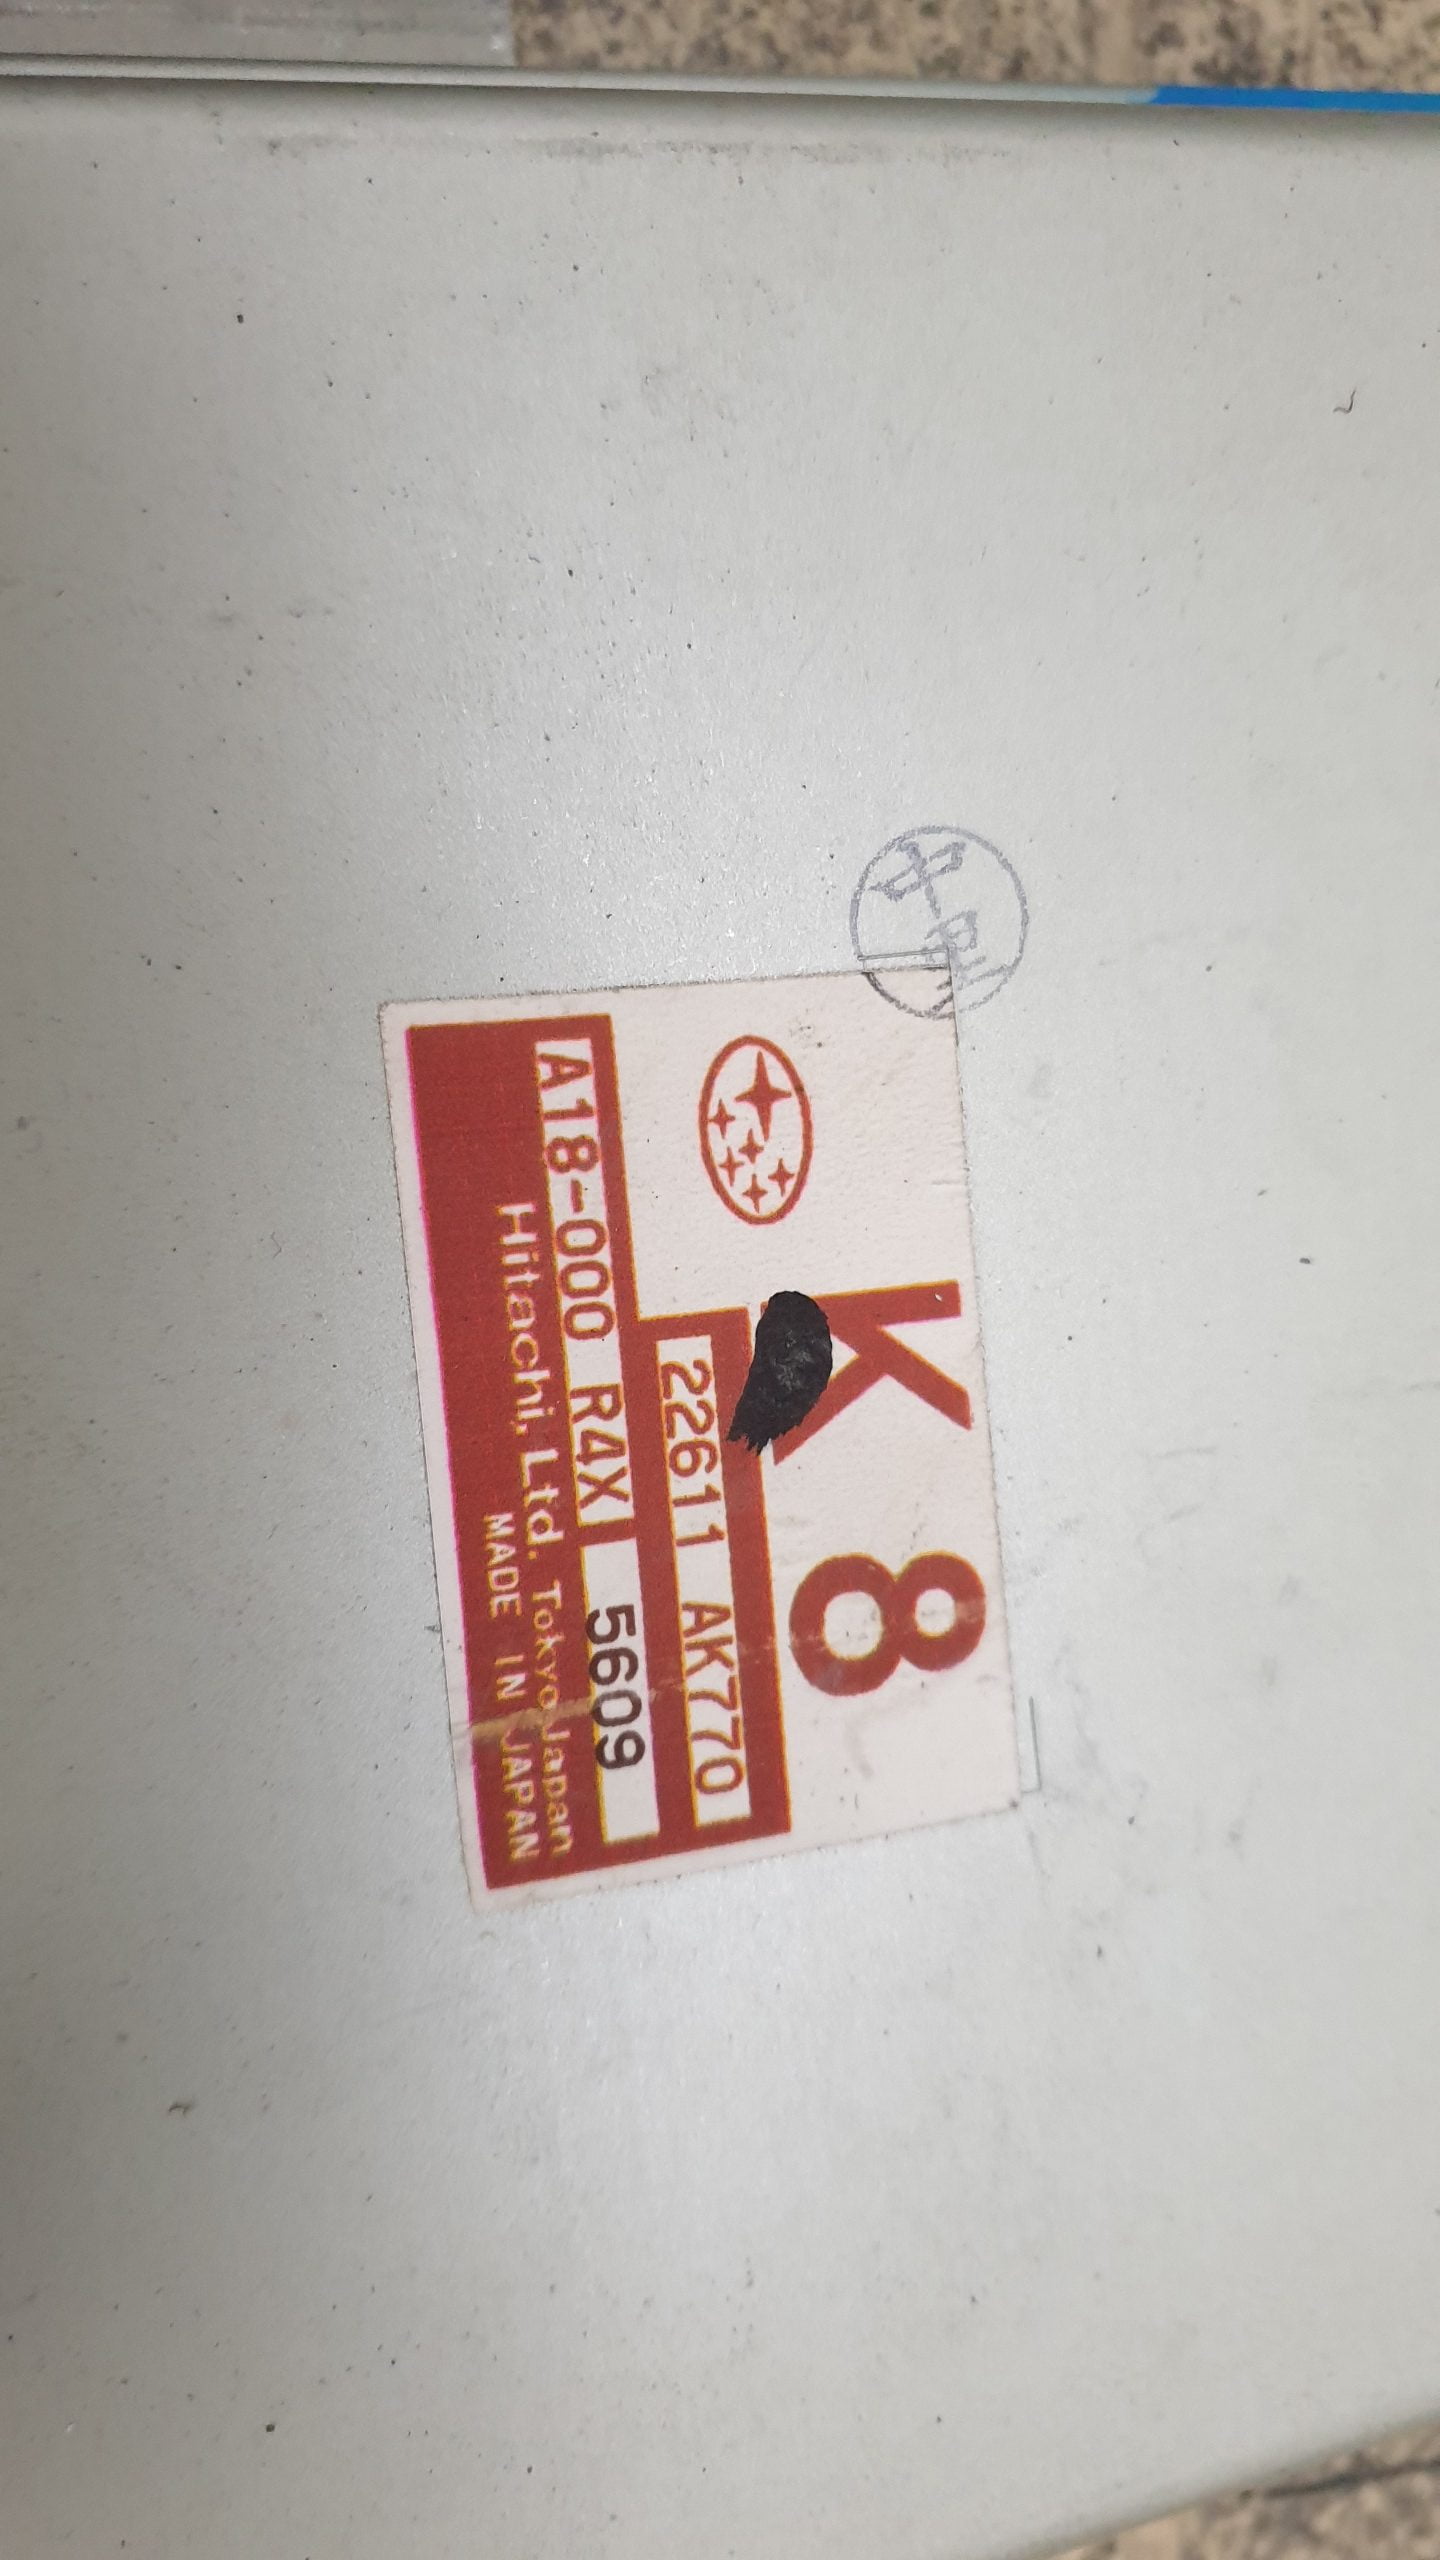 K 8
22611 AK770
A18-000 R4X 5609
Hitachi, Ltd. Tokyo Japan
MADE IN JAPAN